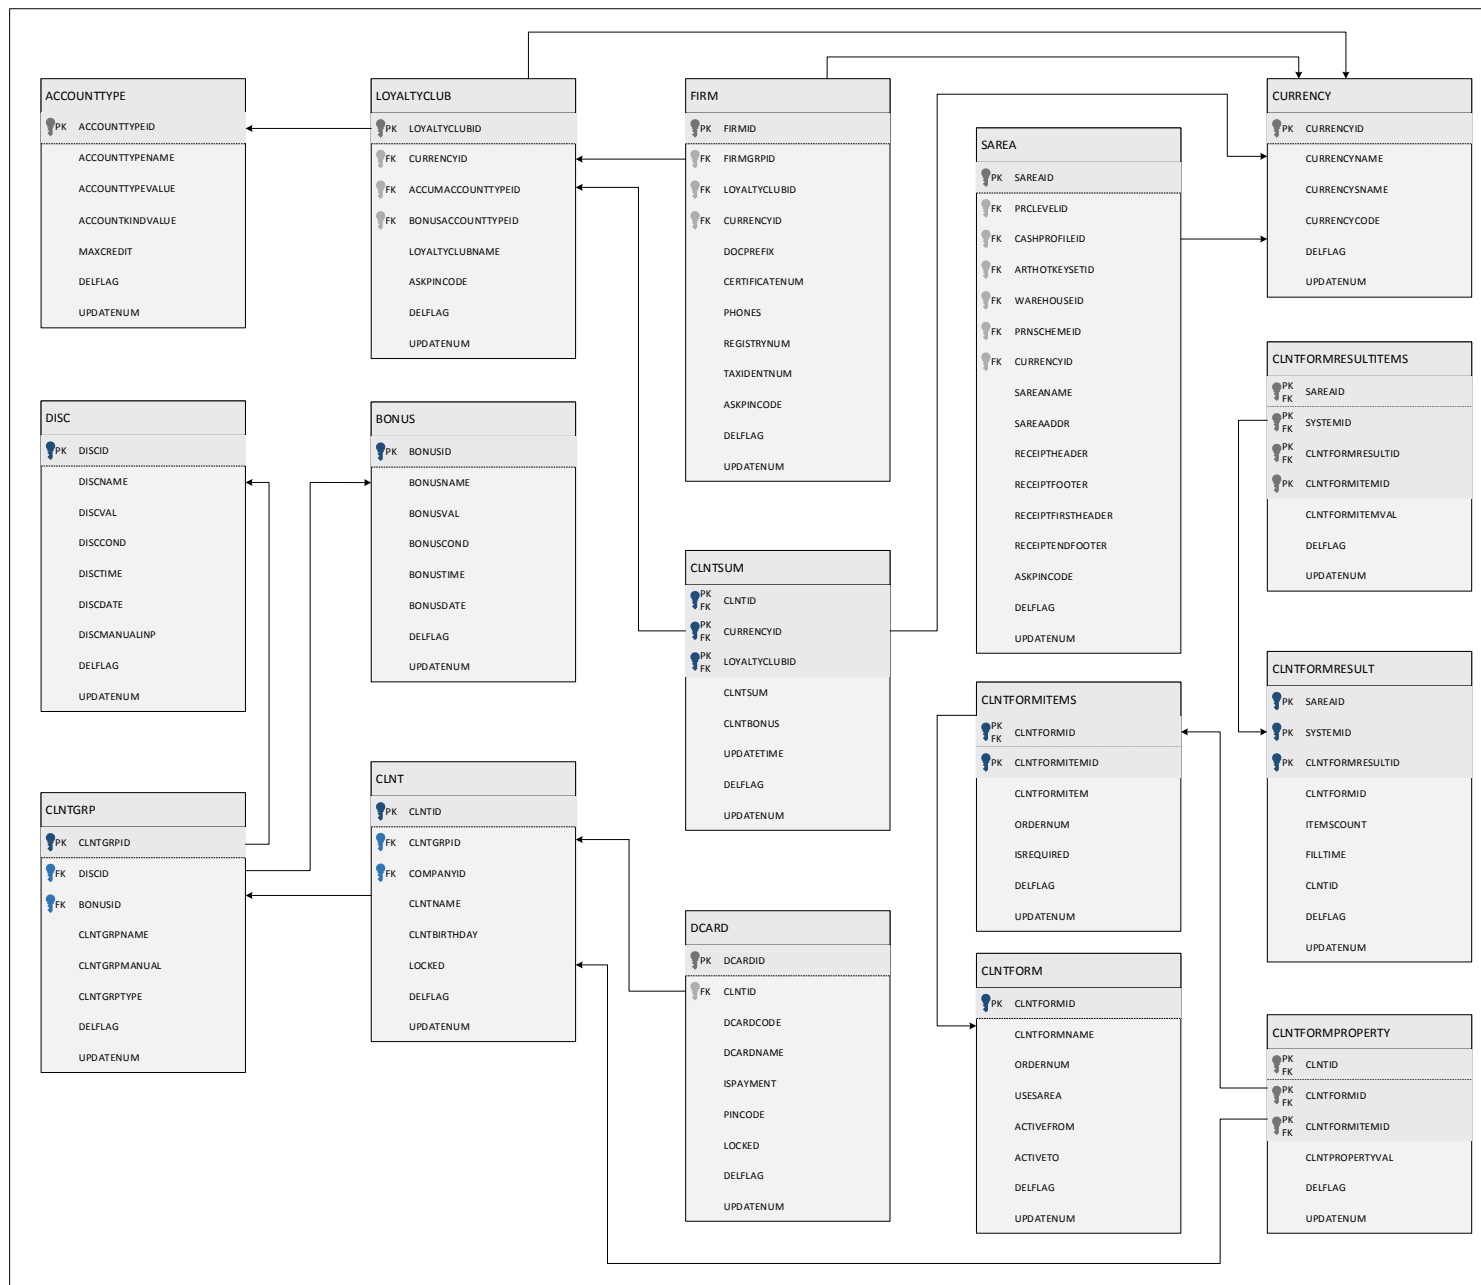 ACCOUNTTYPE
PK ACCOUNTTYPEID
ACCOUNTTYPENAME
ACCOUNTTYPEVALUE
ACCOUNTKINDVALUE
MAXCREDIT
DELFLAG
UPDATENUM
LOYALTYCLUB
PK LOYALTYCLUBID
FK CURRENCYID
FK ACCUMACCOUNTTYPEID
FK BONUSACCOUNTTYPEID
LOYALTYCLUBNAME
ASKPINCODE
DELFLAG
UPDATENUM
FIRM
PK FIRMID
FK FIRMGRPID
FK LOYALTYCLUBID
FK CURRENCYID
DOCPREFIX
CERTIFICATENUM
PHONES
REGISTRYNUM
TAXIDENTNUM
ASKPINCODE
DELFLAG
UPDATENUM
SAREA
PK SAREAID
FK PRCLEVELID
FK CASHPROFILEID
FK ARTHOTKEYSETID
FK WAREHOUSEID
FK PRNSCHEMEID
FK CURRENCYID
SAREANAME
SAREAADDR
RECEIPTHEADER
RECEIPTFOOTER
RECEIPTFIRSTHEADER
RECEIPTENDFOOTER
ASKPINCODE
DELFLAG
UPDATENUM
CURRENCY
PK CURRENCYID
CURRENCYNAME
CURRENCYSNAME
CURRENCYCODE
DELFLAG
UPDATENUM
CLNTFORMRESULTITEMS
PK FK SAREAID
PK FK SYSTEMID
PK FK CLNTFORMRESULTID
PK CLNTFORMITEMID
CLNTFORMITEMVAL
DELFLAG
UPDATENUM
DISC
PK DISCID
DISCNAME
DISCVAL
DISCCOND
DISCTIME
DISCDATE
DISCMANUALINP
DELFLAG
UPDATENUM
BONUS
PK BONUSID
BONUSNAME
BONUSVAL
BONUSCOND
BONUSTIME
BONUSDATE
DELFLAG
UPDATENUM
CLNTSUM
PK FK CLNTID
PK FK CURRENCYID
PK FK LOYALTYCLUBID
CLNTSUM
CLNTBONUS
UPDATETIME
DELFLAG
UPDATENUM
CLNTFORMITEMS
PK FK CLNTFORMID
PK CLNTFORMITEMID
CLNTFORMITEM
ORDERNUM
ISREQUIRED
DELFLAG
UPDATENUM
CLNTFORMRESULT
PK SAREAID
PK SYSTEMID
PK CLNTFORMRESULTID
CLNTFORMID
ITEMSCOUNT
FILLTIME
CLNTID
DELFLAG
UPDATENUM
CLNTGRP
PK CLNTGRPID
FK DISCID
FK BONUSID
CLNTGRPNAME
CLNTGRPMANUAL
CLNTGRPTYPE
DELFLAG
UPDATENUM
CLNT
PK CLNTID
FK CLNTGRPID
FK COMPANYID
CLNTNAME
CLNTBIRTHDAY
LOCKED
DELFLAG
UPDATENUM
DCARD
PK DCARDID
FK CLNTID
DCARDCODE
DCARDNAME
ISPAYMENT
PINCODE
LOCKED
DELFLAG
UPDATENUM
CLNTFORM
PK CLNTFORMID
CLNTFORMNAME
ORDERNUM
USESAREA
ACTIVEFROM
ACTIVETO
DELFLAG
UPDATENUM
CLNTFORMPROPERTY
PK FK CLNTID
PK FK CLNTFORMID
PK FK CLNTFORMITEMID
CLNTPROPERTYVAL
DELFLAG
UPDATENUM